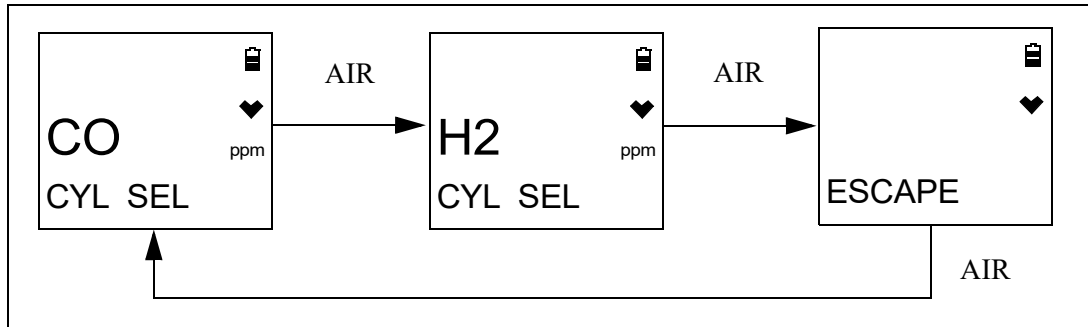 CO
ppm
CYL SEL
AIR
H2
ppm
CYL SEL
AIR
ESCAPE
AIR